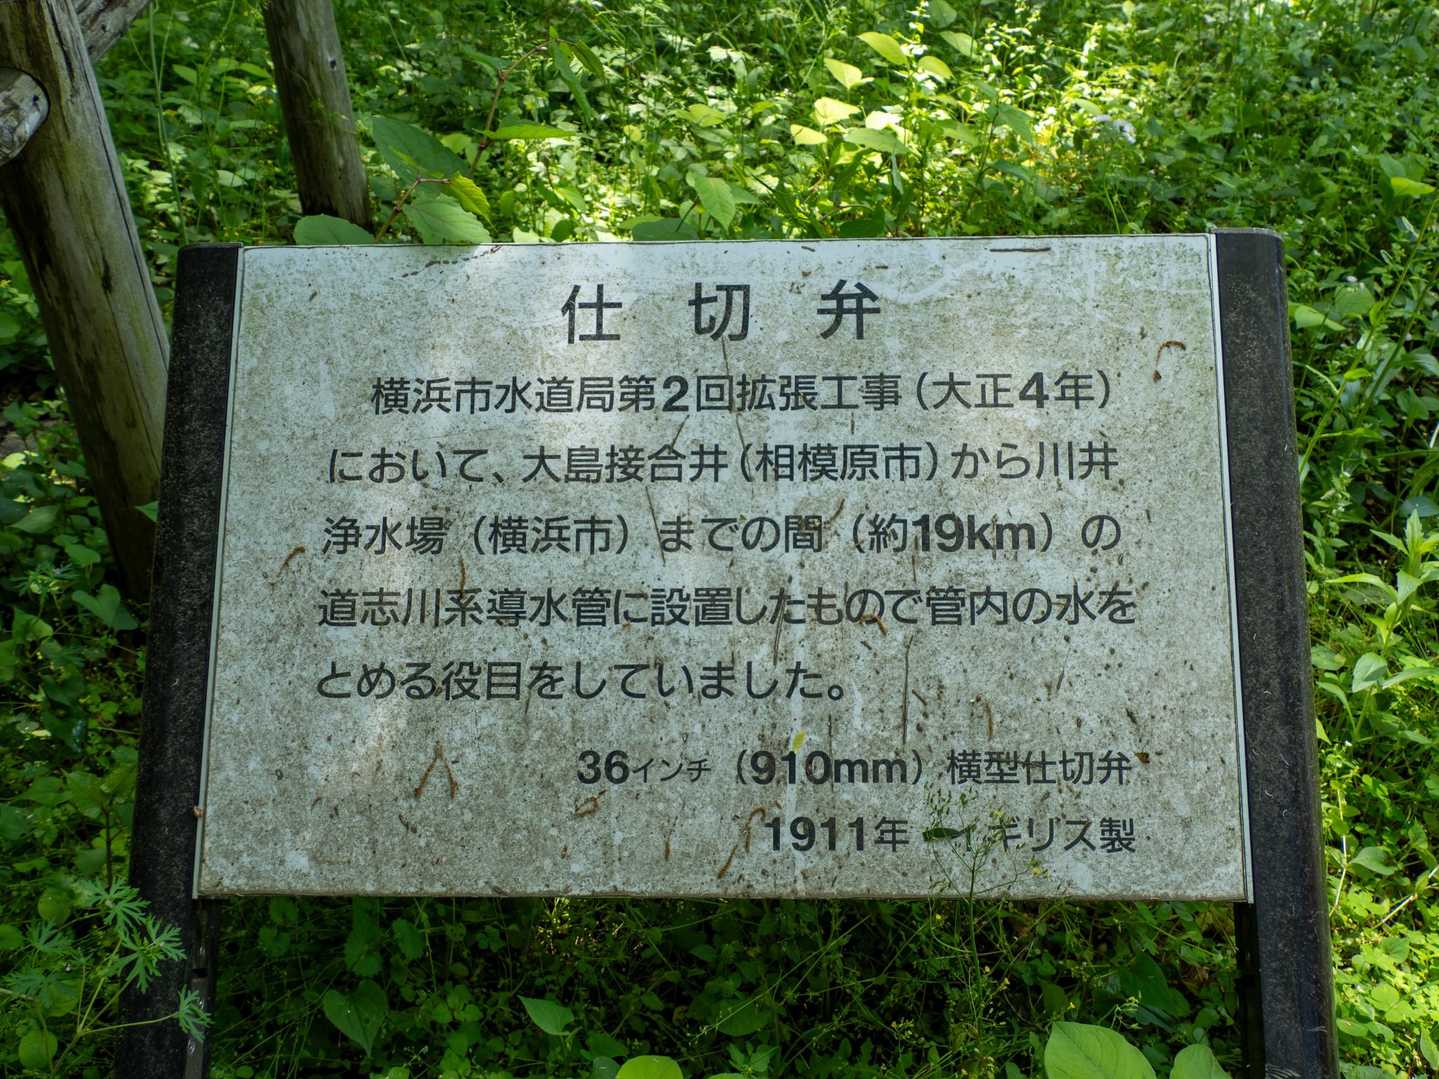 仕切弁
横浜市水道局第2回拡張工事（大正4年）
において、大島接合井（相模原市）から川井
浄水場（横浜市）までの間（約19km）の
道志川系導水管に設置したもので管内の水を
とめる役目をしていました。
36インチ（910mm）横型仕切弁
1911年 イギリス製